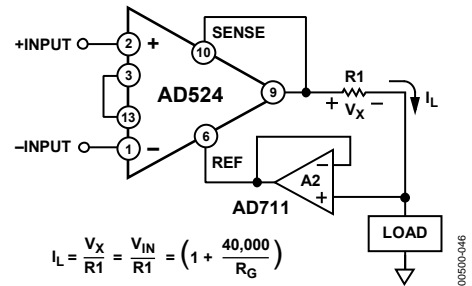 SENSE
+INPUT
2
+
10
3
AD524
9
R1
+ VX –
IL
13
6
–INPUT
1
–
REF
–
A2
+
AD711
LOAD
IL = VX/R1 = VIN/R1 = (1 + 40,000/RG)
00500-046